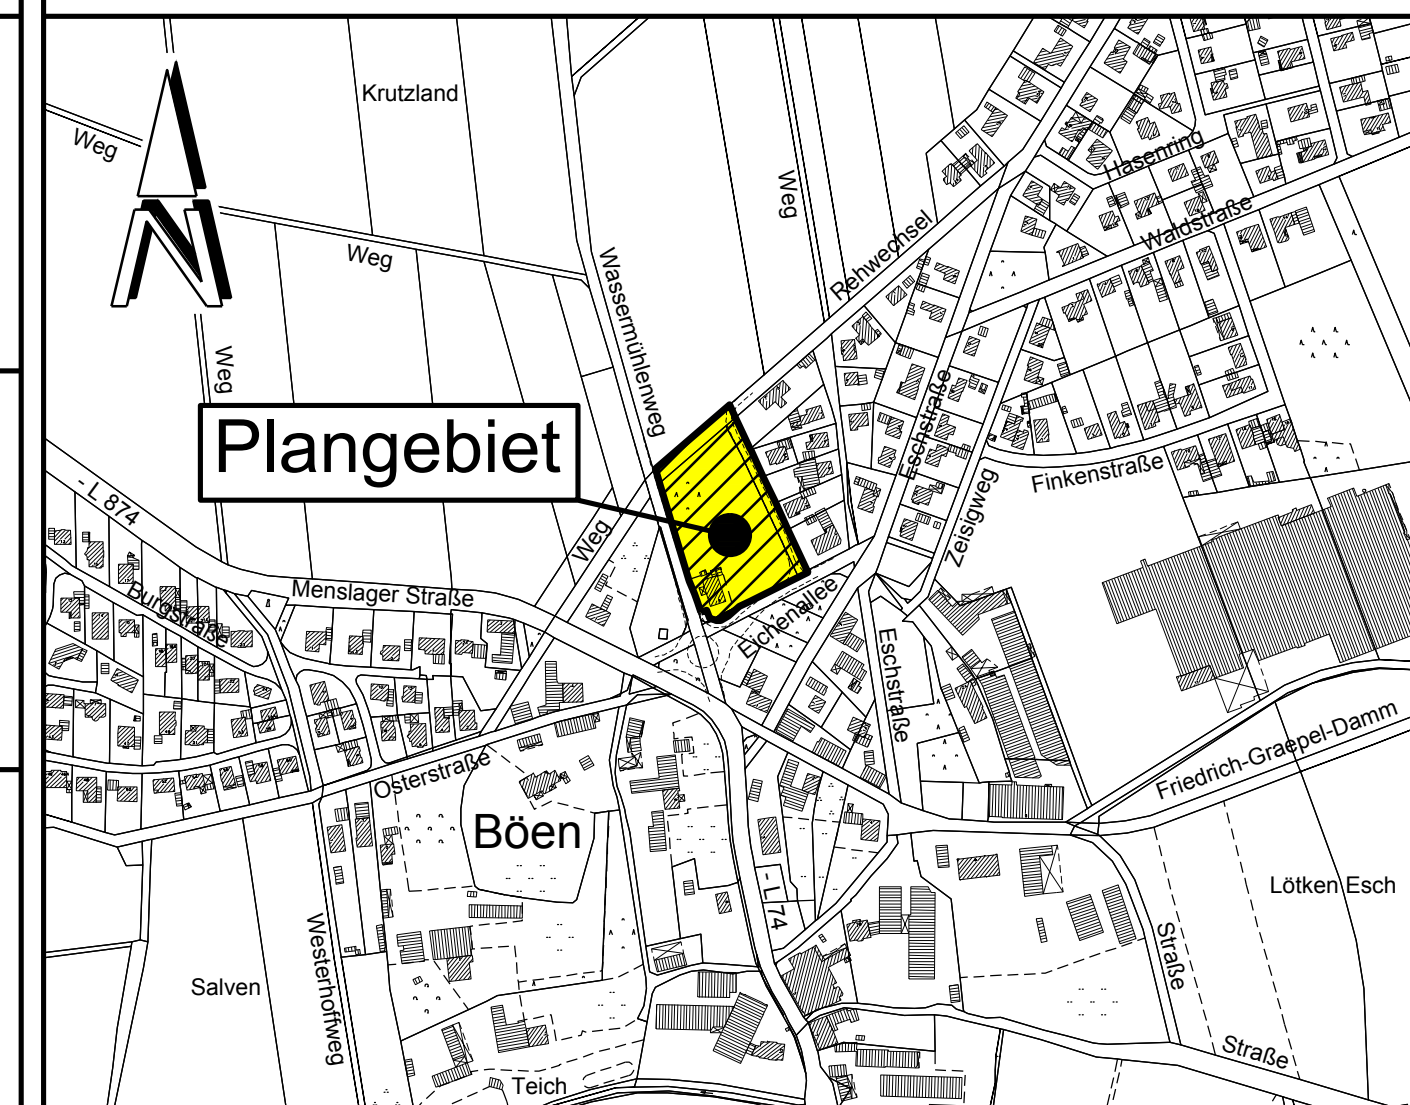 Krutzland
Weg
Hasenring
Weg
Waldstraße
Rehwechsel
Weg
Wassermühlenweg
Weg
Plangebiet
Eschstraße
Finkenstraße
- L 874
Zeisigweg
Weg
Menslager Straße
Burgstraße
Eichenallee
Eschstraße
Friedrich-Graepel-Damm
Osterstraße
Böen
- L 74
Lötken Esch
Westerhoffweg
Straße
Salven
Straße
Teich
N